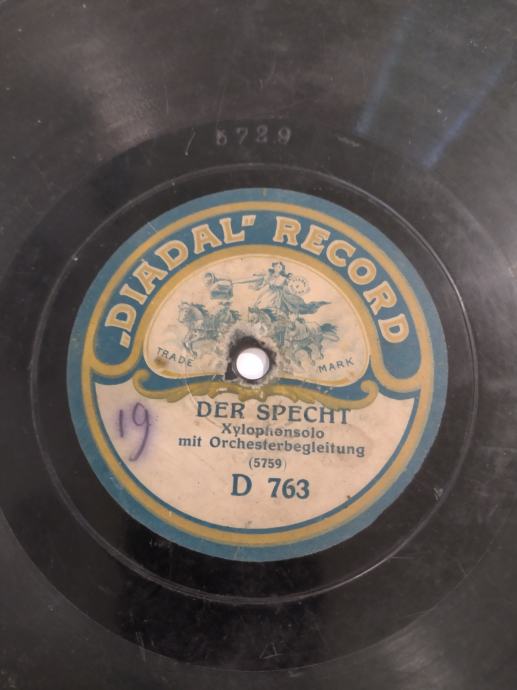 5729
„DIADAL" RECORD
TRADE MARK
DER SPECHT
Xylophonsolo
mit Orchesterbegleitung
(5759)
D 763
19